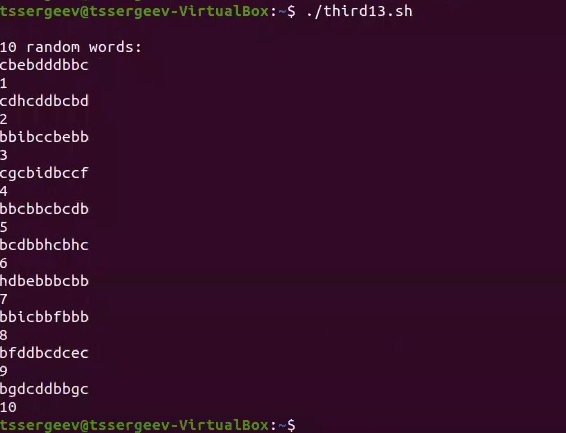 tssergeev@tssergeev-VirtualBox:~$ ./third13.sh
10 random words:
cbebdddbbc
1
cdhcddbcbd
2
bbibccbebb
3
cgcbidbccf
4
bbcbbcbcdb
5
bcdbbhcbhc
6
hdbebbbcbb
7
bbicbbfbbb
8
bfddbcdcec
9
bgdcddbbgc
10
tssergeev@tssergeev-VirtualBox:~$